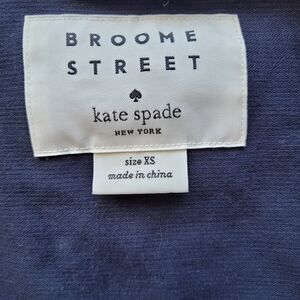 BROOME
STREET
kate spade
NEW YORK
size XS
made in china